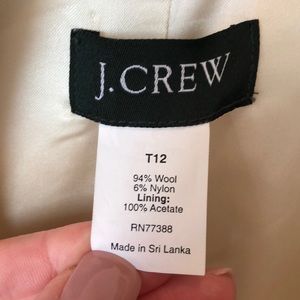 J.CREW
T12
94% Wool
6% Nylon
Lining:
100% Acetate
RN77388
Made in Sri Lanka